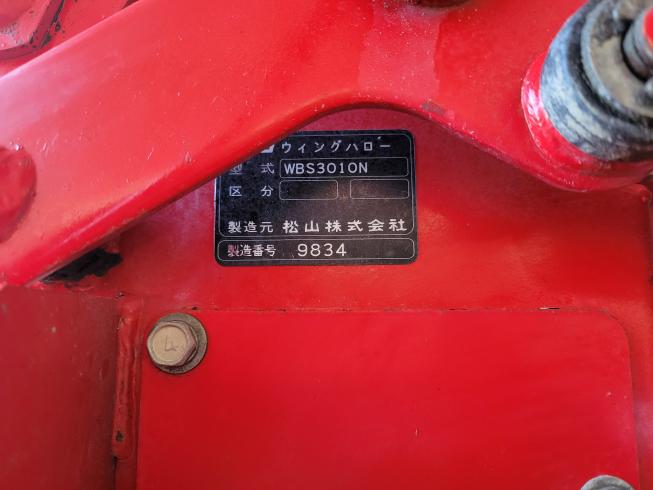 ウィングハロー
型式 WBS3010N
区分
製造元 松山株式会社
製造番号 9834
4